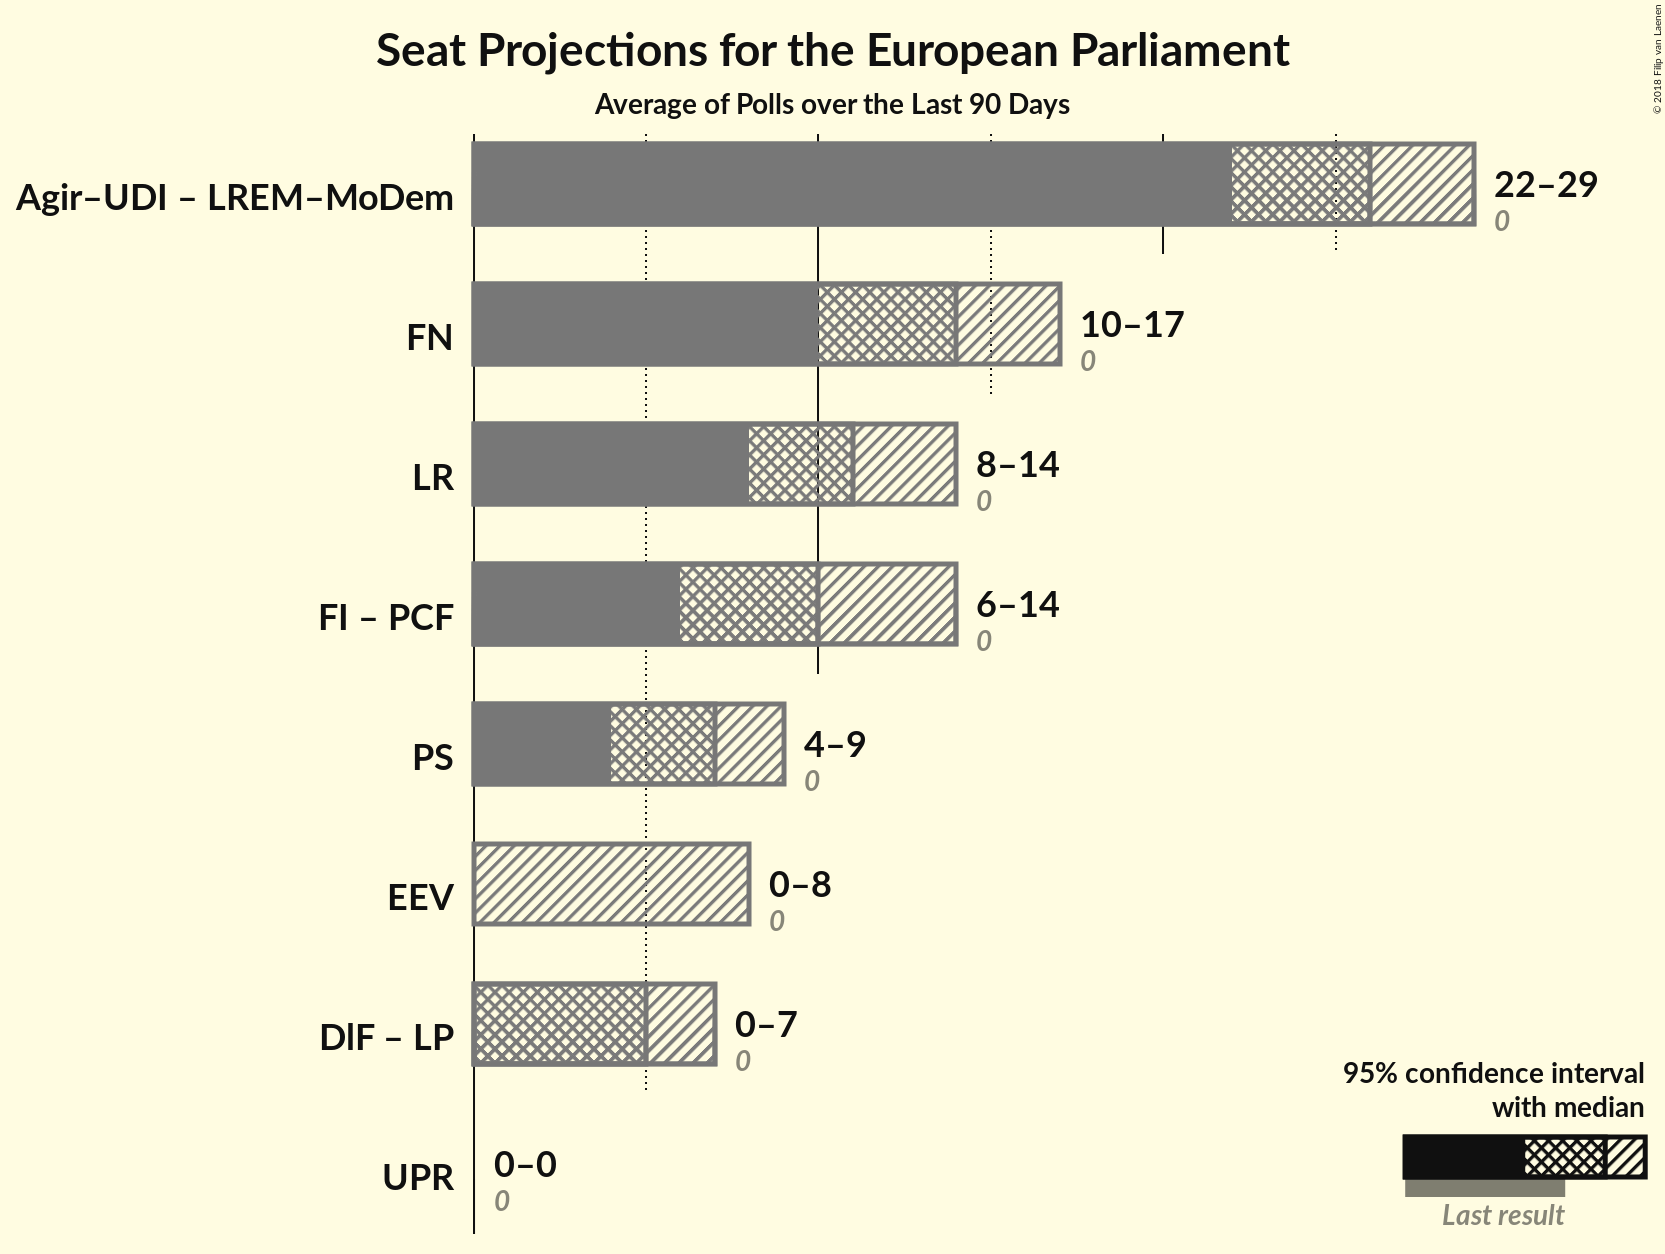 Seat Projections for the European Parliament
Average of Polls over the Last 90 Days
© 2018 Filip van Laenen
Agir–UDI – LREM–MoDem
22–29
0
FN
10–17
0
LR
8–14
0
FI – PCF
6–14
0
PS
4–9
0
EEV
0–8
0
DlF – LP
0–7
0
UPR
0–0
0
95% confidence interval
with median
Last result